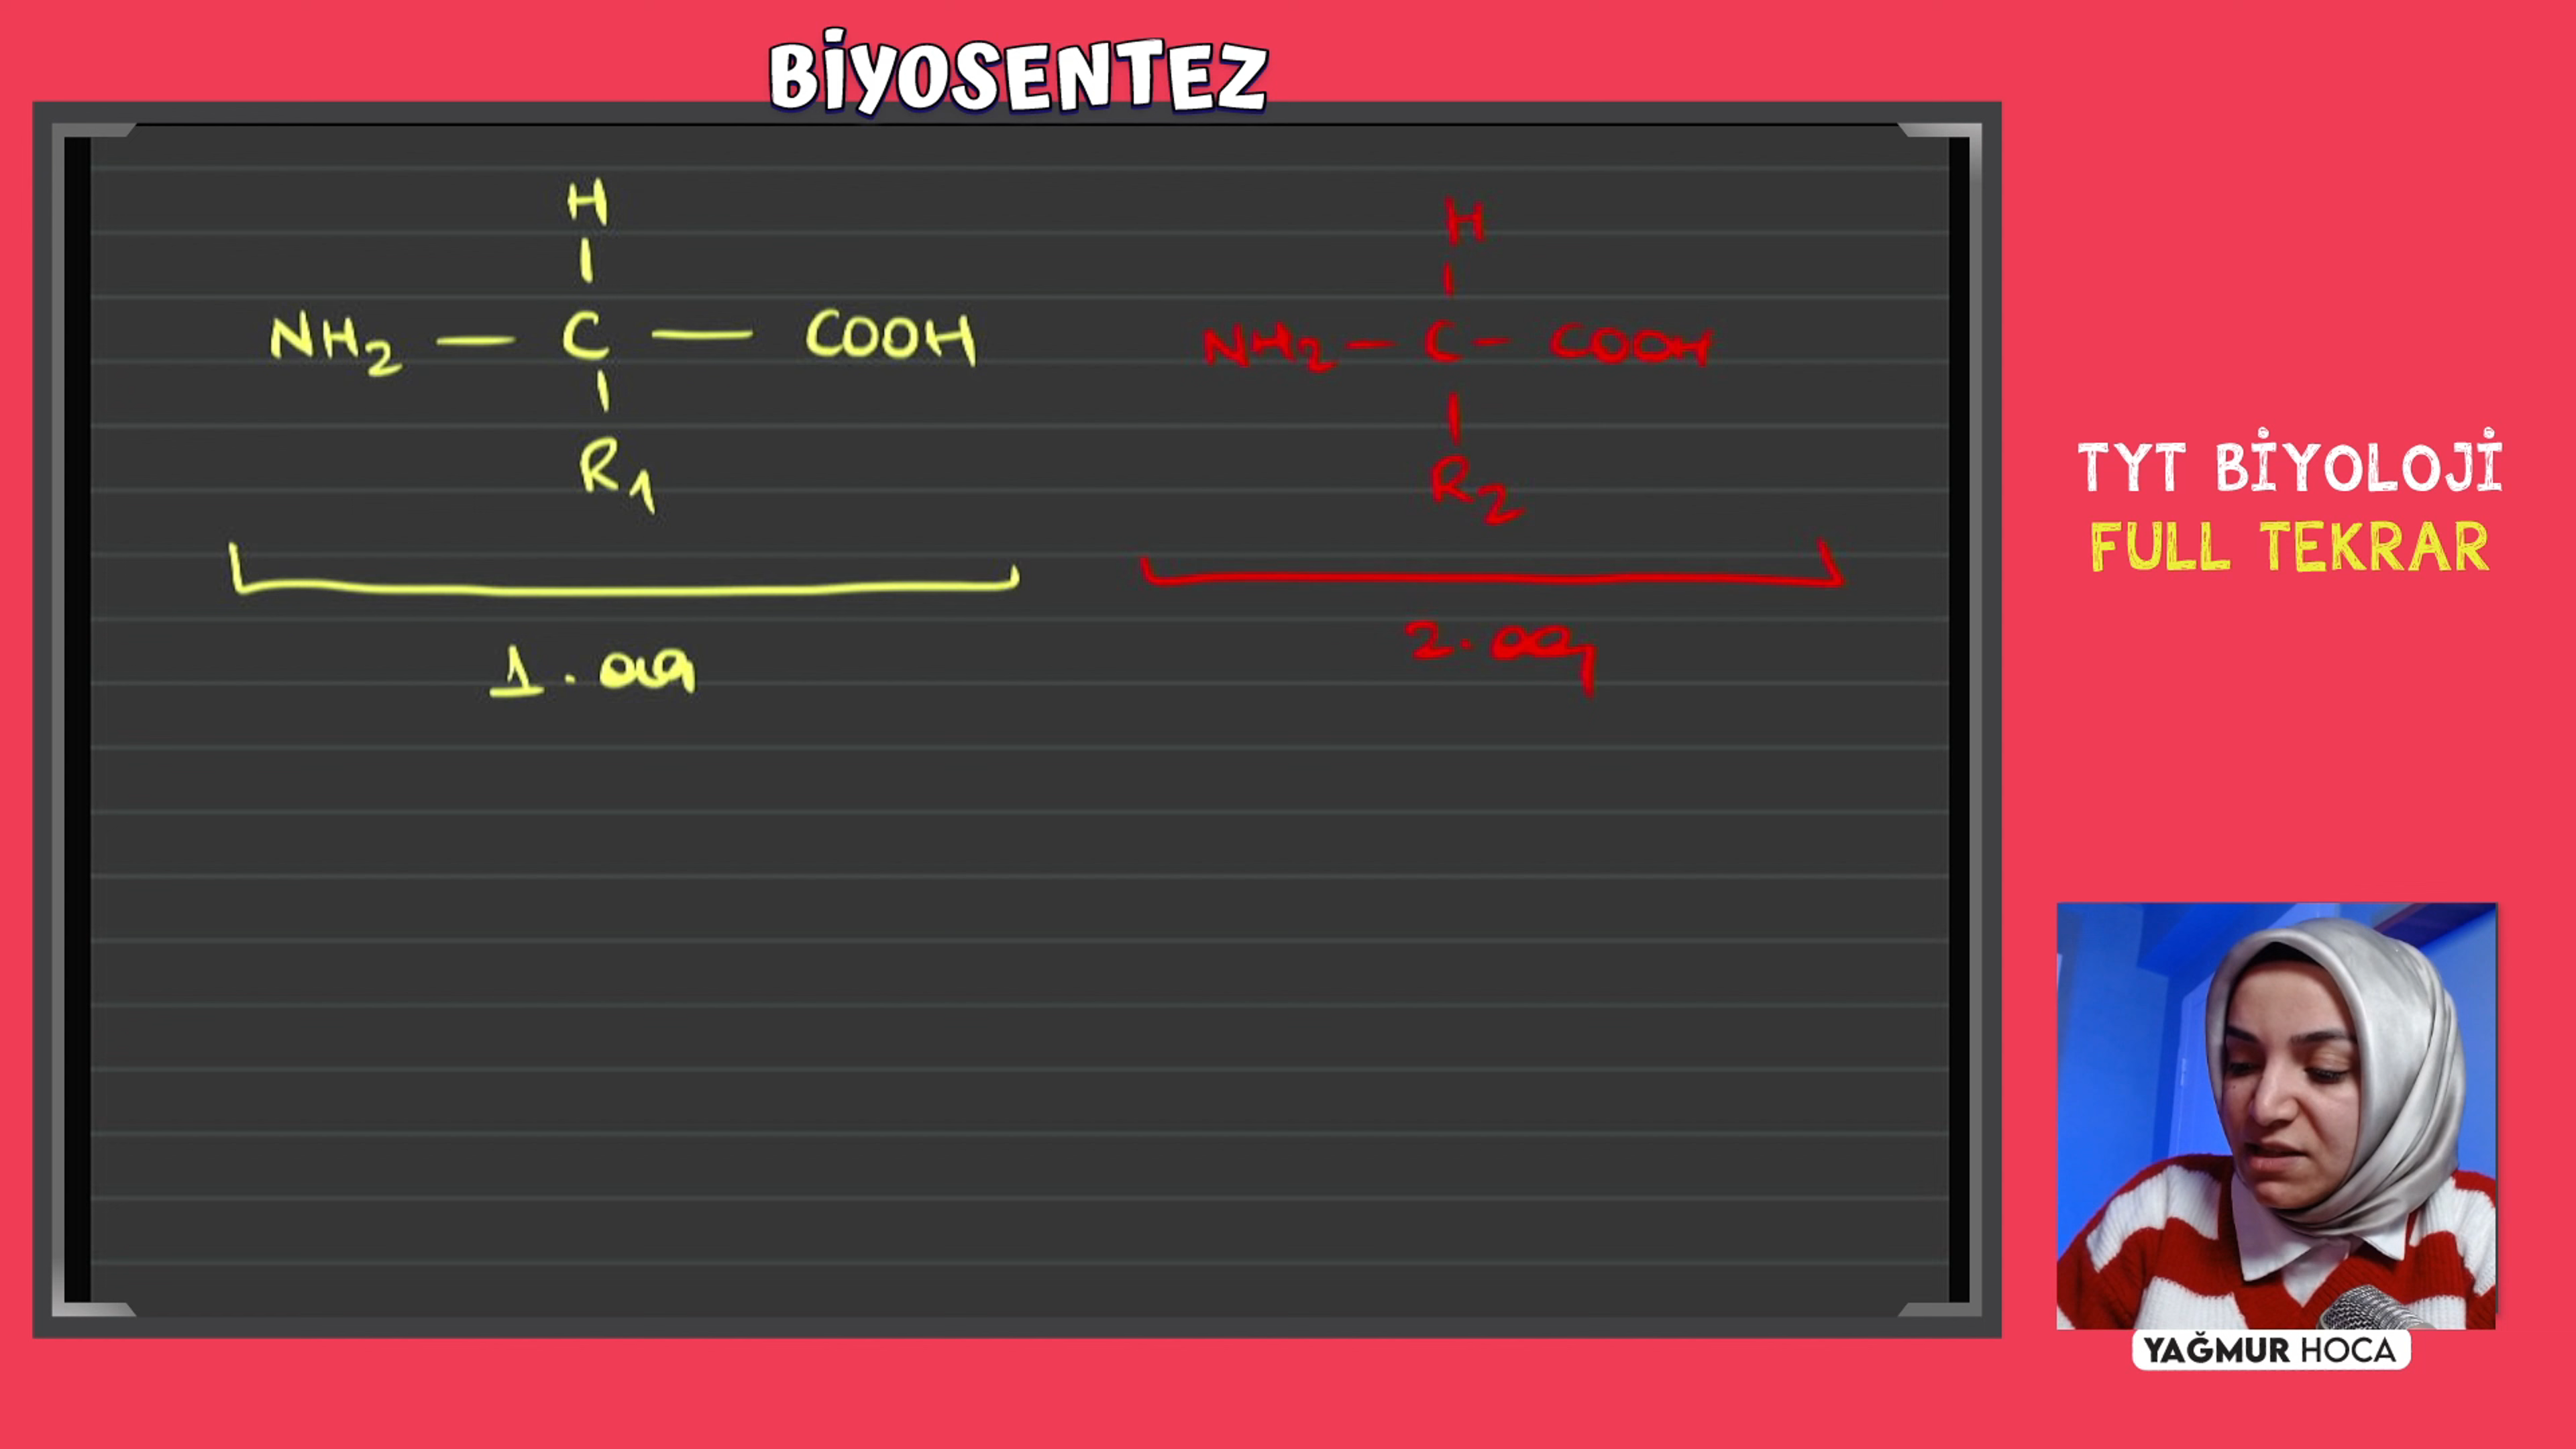 BİYOSENTEZ
H
NH2 — C — COOH
R1
1. aa
H
NH2 — C — COOH
R2
2. aa
TYT BİYOLOJİ
FULL TEKRAR
YAĞMUR HOCA